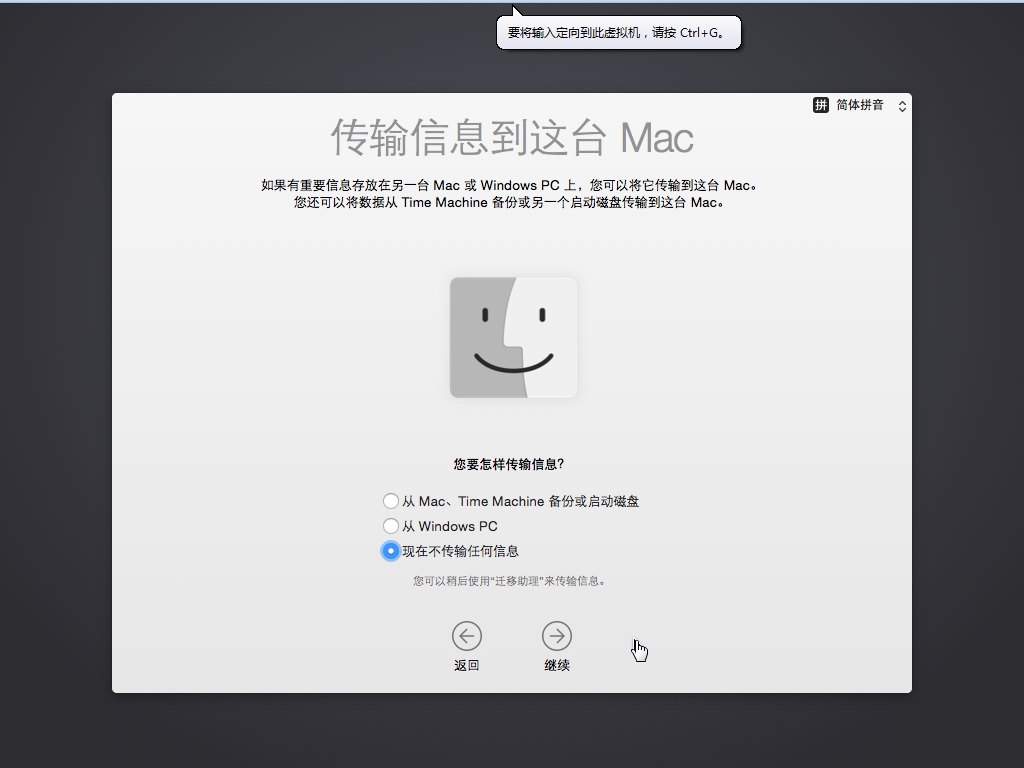 要将输入定向到此虚拟机，请按 Ctrl+G。
拼 简体拼音
传输信息到这台 Mac
如果有重要信息存放在另一台 Mac 或 Windows PC 上，您可以将它传输到这台 Mac。
您还可以将数据从 Time Machine 备份或另一个启动磁盘传输到这台 Mac。
您要怎样传输信息?
从 Mac、Time Machine 备份或启动磁盘
从 Windows PC
现在不传输任何信息
您可以稍后使用“迁移助理”来传输信息。
返回 继续